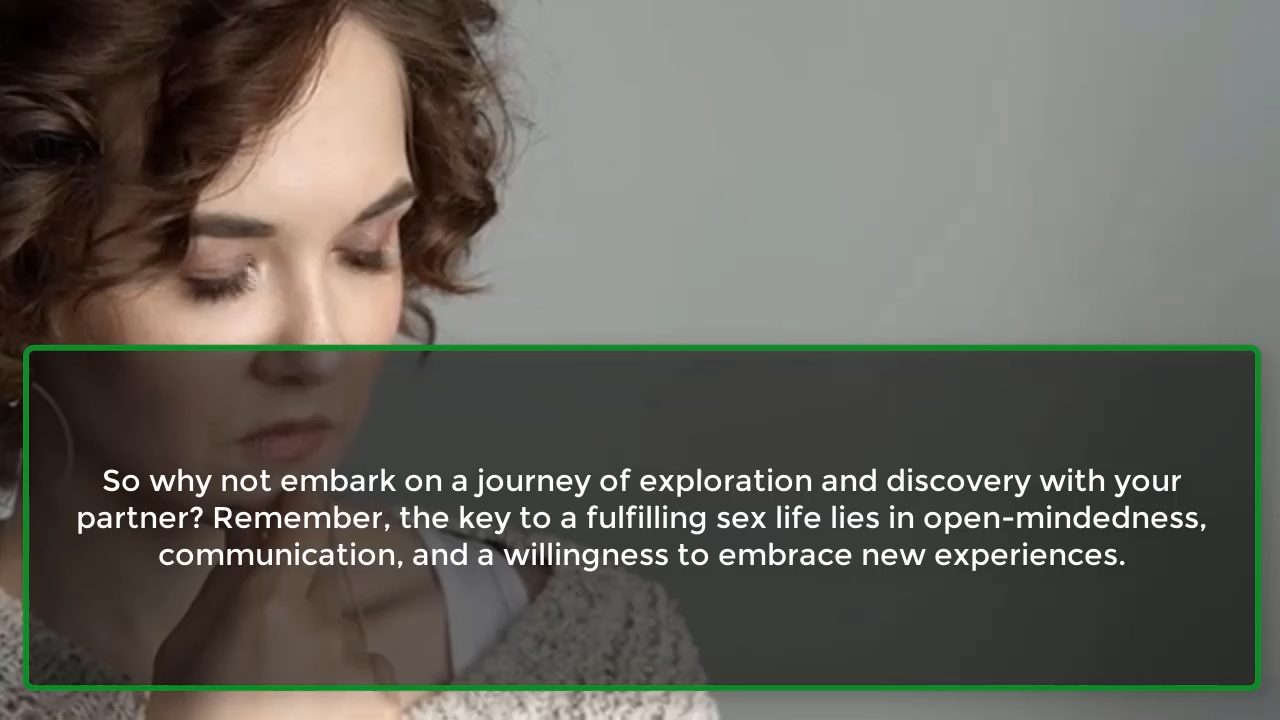 So why not embark on a journey of exploration and discovery with your
partner? Remember, the key to a fulfilling sex life lies in open-mindedness,
communication, and a willingness to embrace new experiences.